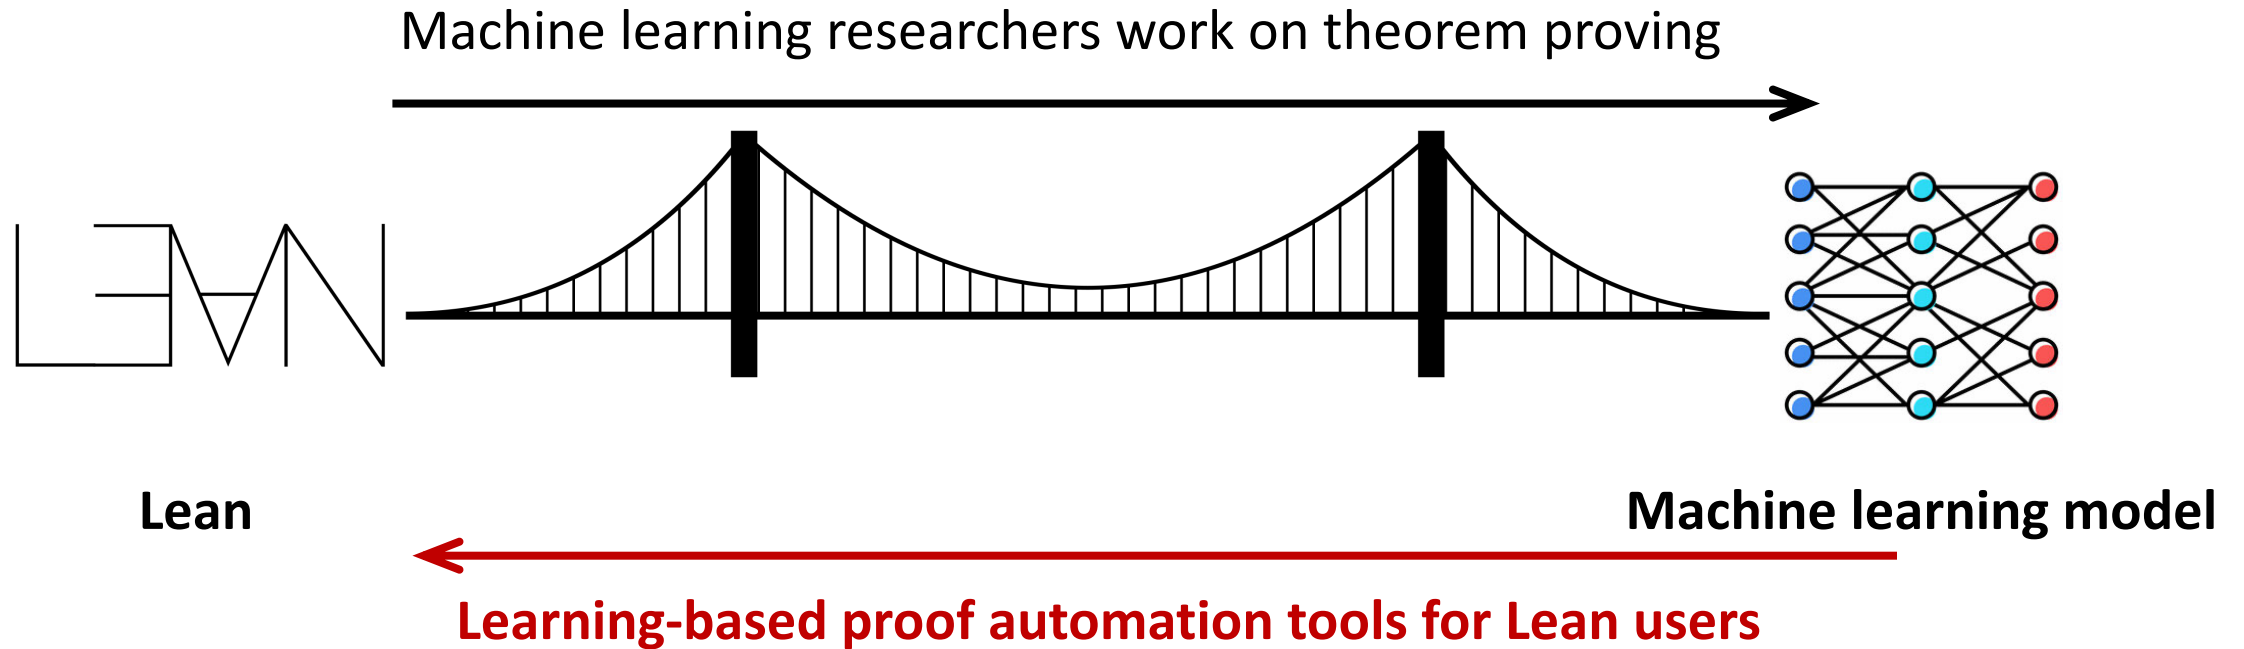 Machine learning researchers work on theorem proving
L∃∀N
Lean
Machine learning model
Learning-based proof automation tools for Lean users